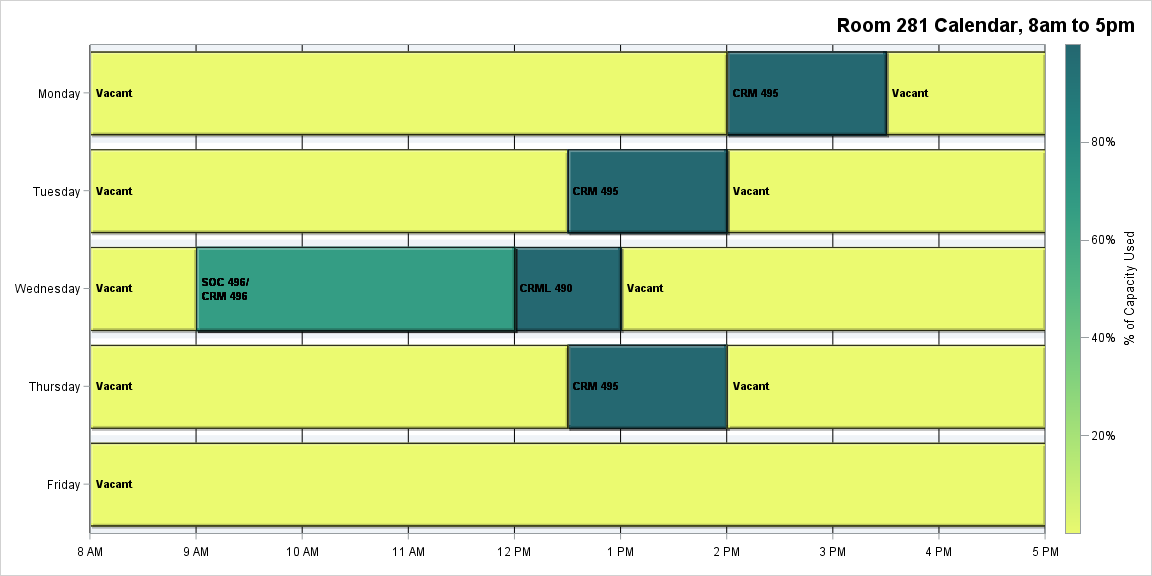 Room 281 Calendar, 8am to 5pm
Monday
Vacant
CRM 495
Vacant
Tuesday
Vacant
CRM 495
Vacant
Wednesday
Vacant
SOC 496/
CRM 496
CRML 490
Vacant
Thursday
Vacant
CRM 495
Vacant
Friday
Vacant
8 AM
9 AM
10 AM
11 AM
12 PM
1 PM
2 PM
3 PM
4 PM
5 PM
80%
60%
40%
20%
% of Capacity Used